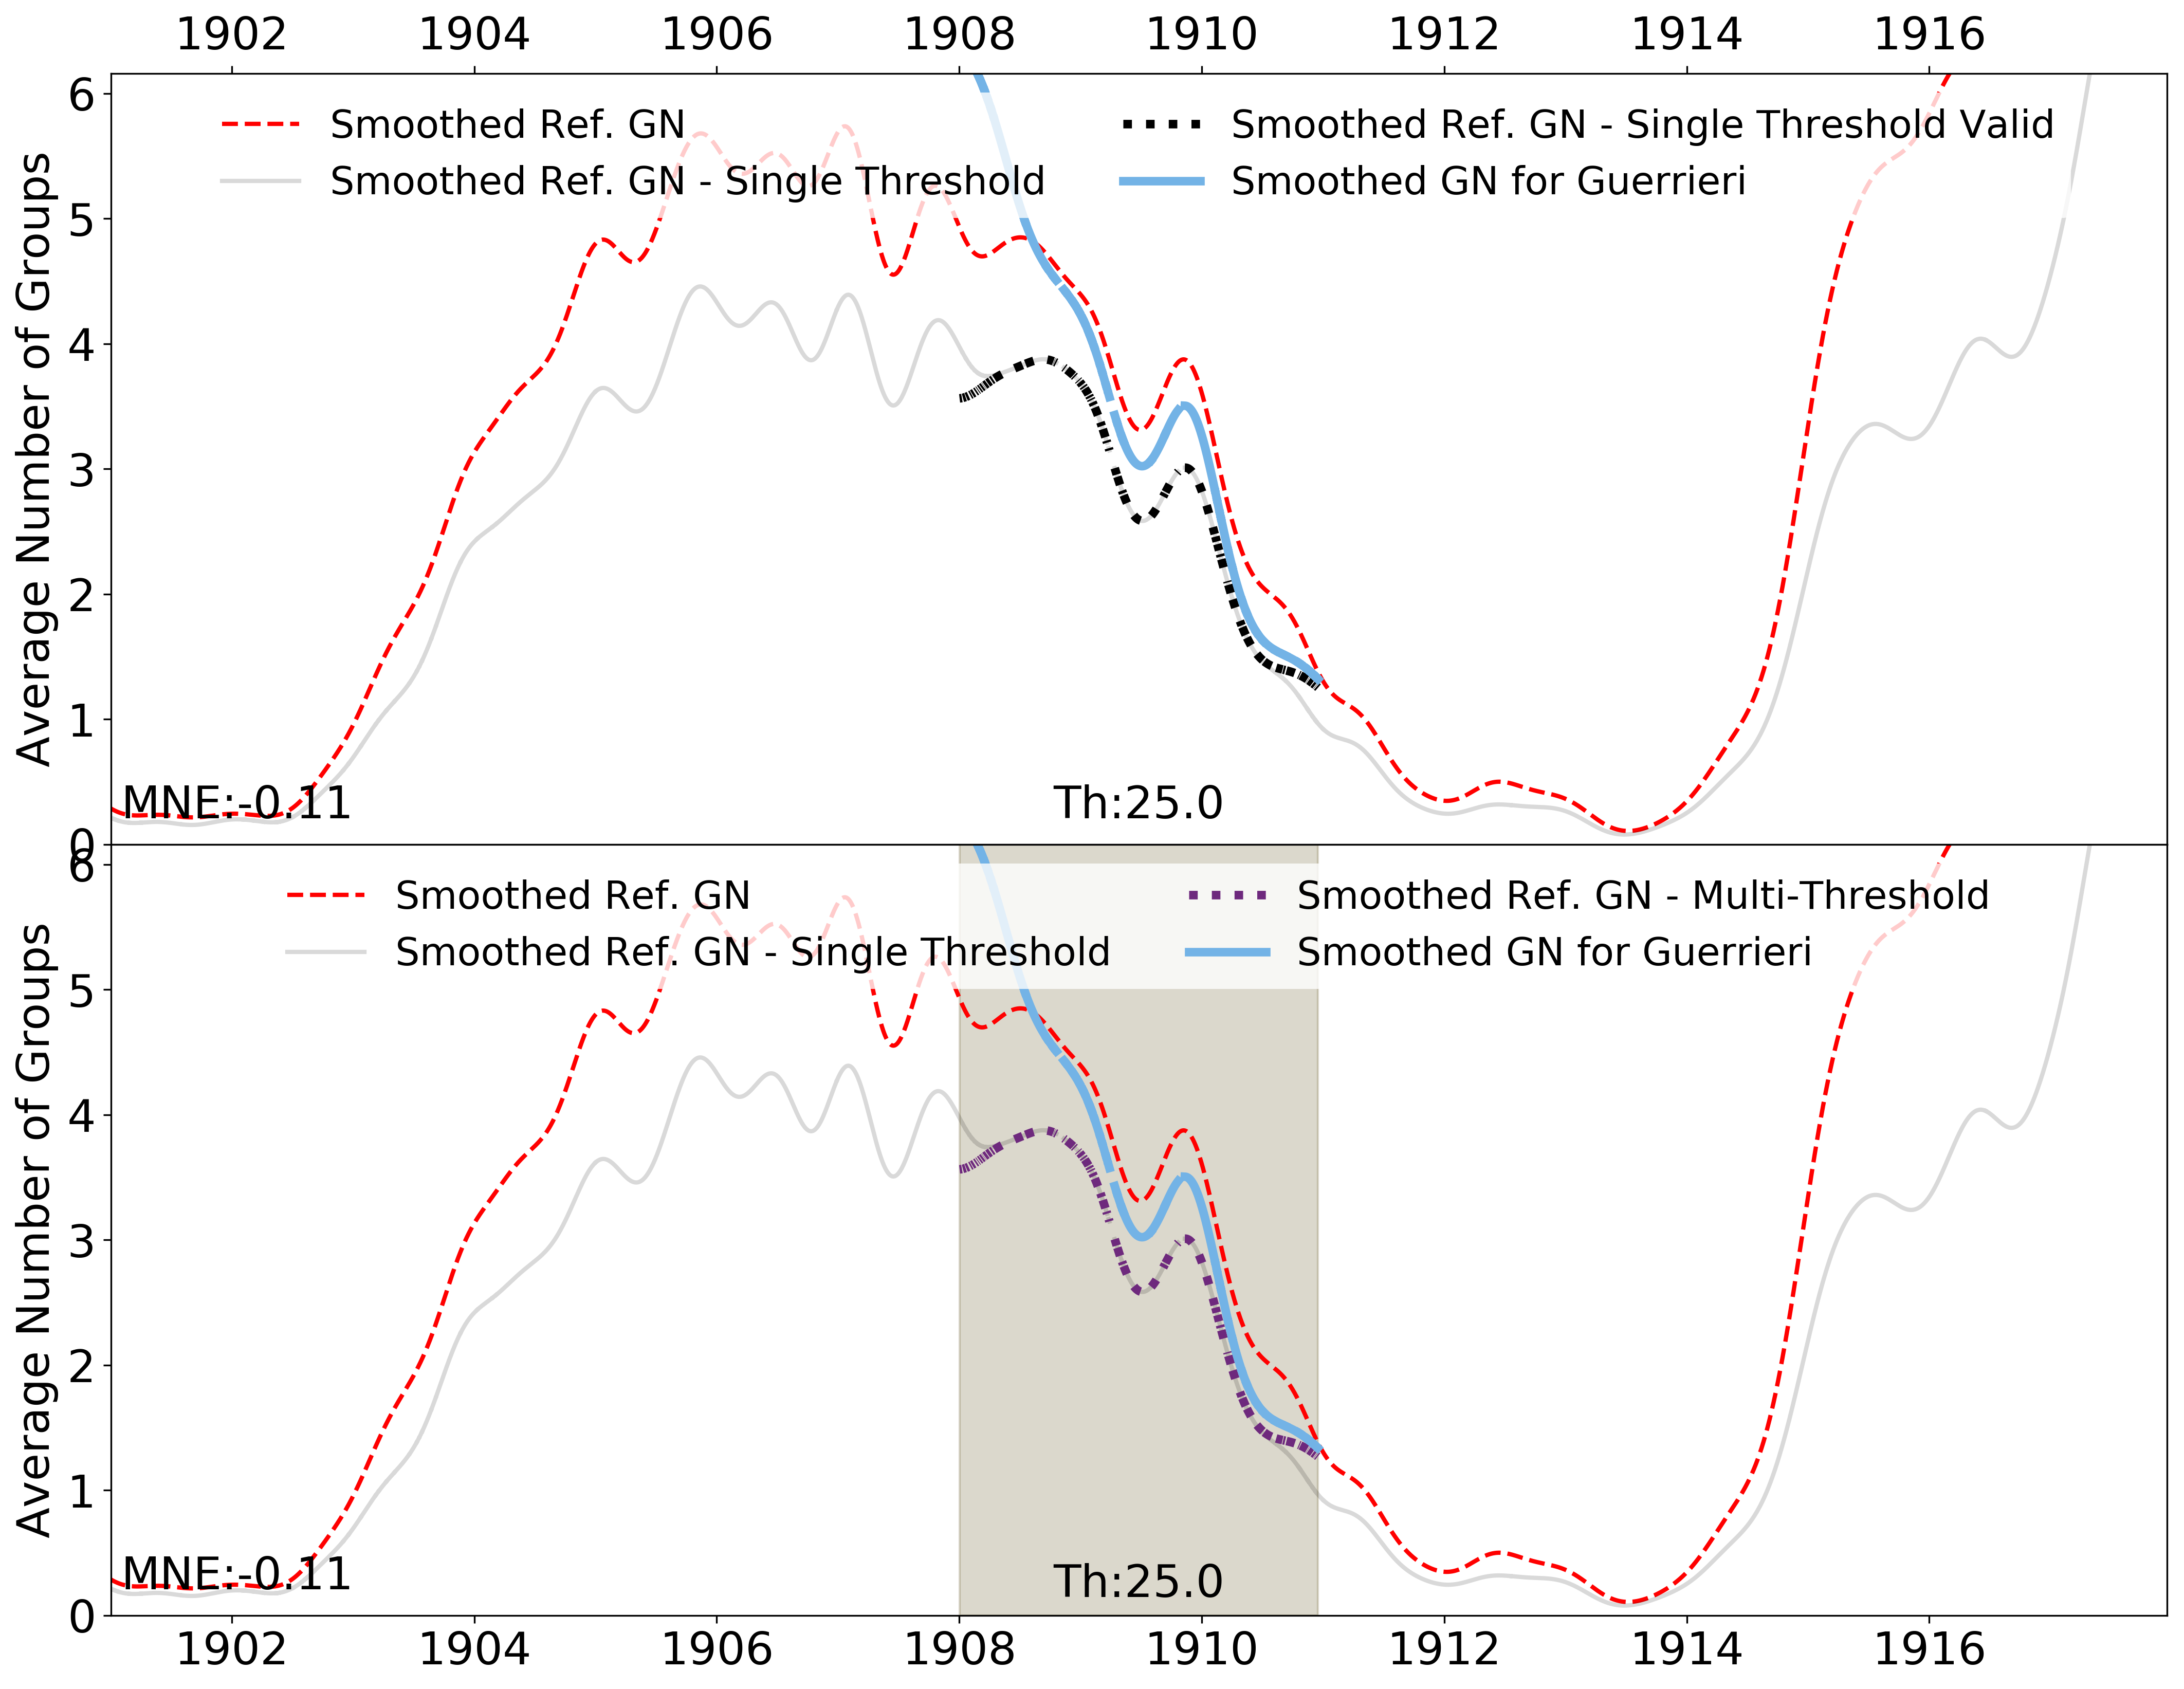 1902 1904 1906 1908 1910 1912 1914 1916
6
5
4
3
2
1
0
Average Number of Groups
Smoothed Ref. GN
Smoothed Ref. GN - Single Threshold
Smoothed Ref. GN - Single Threshold Valid
Smoothed GN for Guerrieri
MNE:-0.11
Th:25.0
6
5
4
3
2
1
0
Average Number of Groups
Smoothed Ref. GN
Smoothed Ref. GN - Single Threshold
Smoothed Ref. GN - Multi-Threshold
Smoothed GN for Guerrieri
MNE:-0.11
Th:25.0
1902 1904 1906 1908 1910 1912 1914 1916